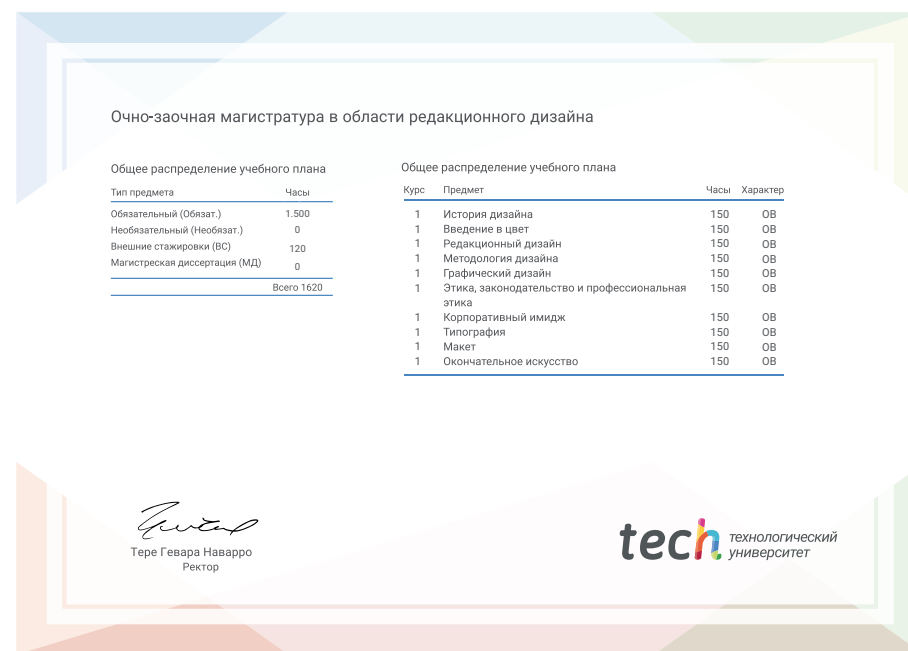 Очно-заочная магистратура в области редакционного дизайна
Общее распределение учебного плана
Тип предмета Часы
Обязательный (Обязат.) 1.500
Необязательный (Необязат.) 0
Внешние стажировки (ВС) 120
Магистреская диссертация (МД) 0
Всего 1620
Общее распределение учебного плана
Курс Предмет Часы Характер
1 История дизайна 150 ОВ
1 Введение в цвет 150 ОВ
1 Редакционный дизайн 150 ОВ
1 Методология дизайна 150 ОВ
1 Графический дизайн 150 ОВ
1 Этика, законодательство и профессиональная 150 ОВ
этика
1 Корпоративный имидж 150 ОВ
1 Типография 150 ОВ
1 Макет 150 ОВ
1 Окончательное искусство 150 ОВ
Тере Гевара Наварро
Ректор
tech технологический
университет